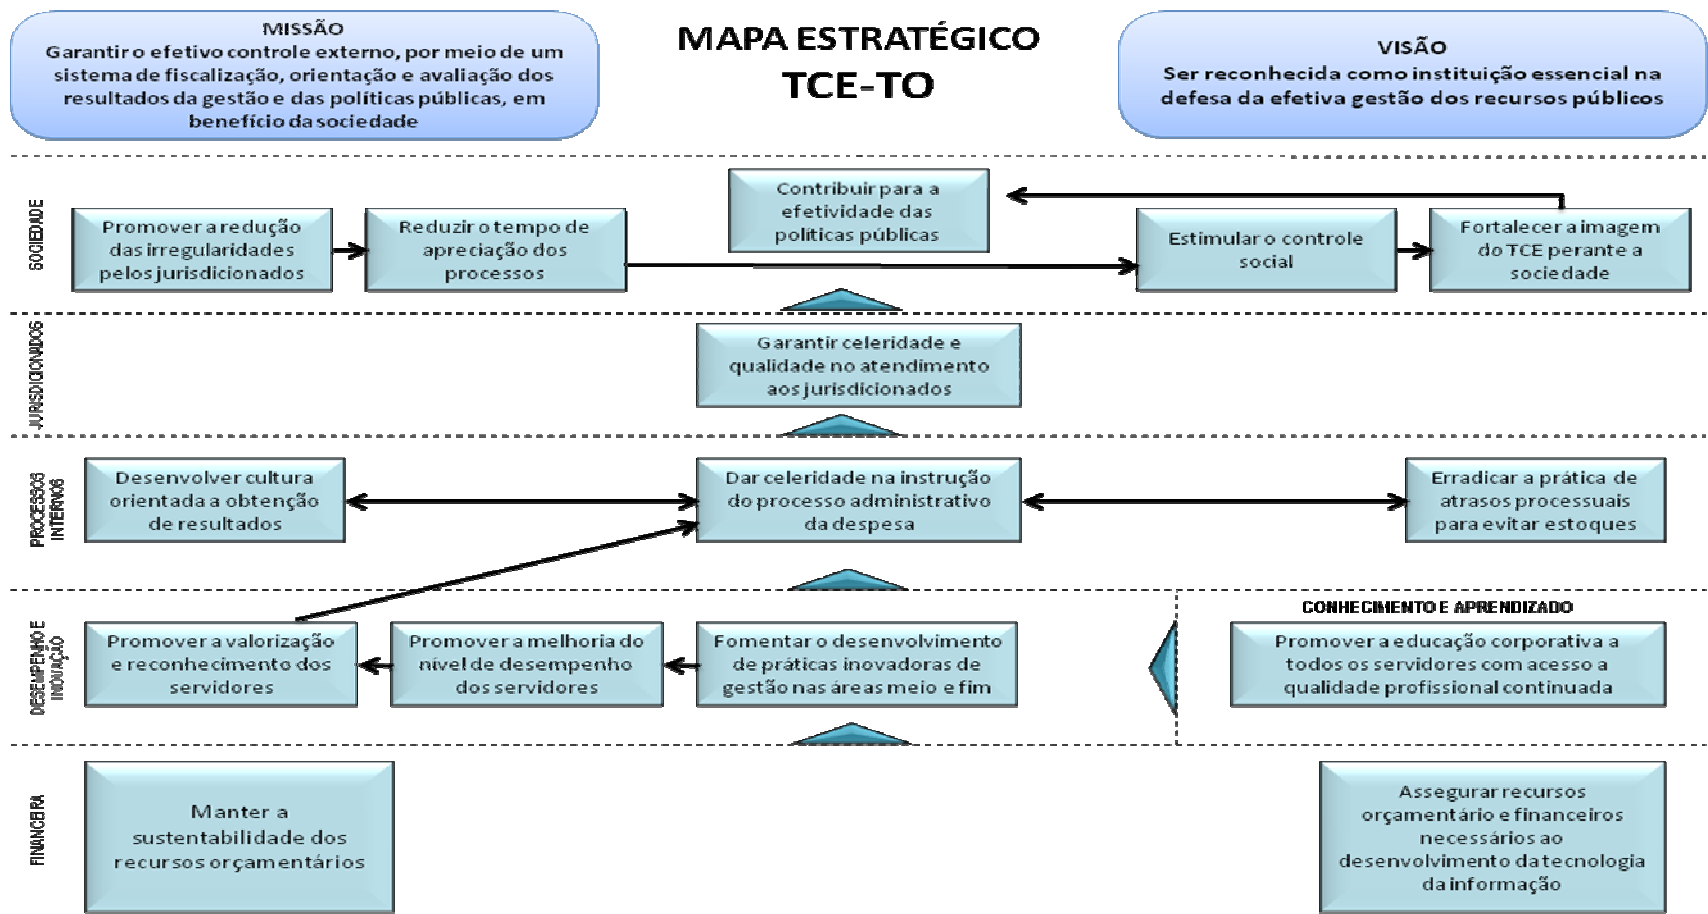 MISSÃO
Garantir o efetivo controle externo, por meio de um
sistema de fiscalização, orientação e avaliação dos
resultados da gestão e das políticas públicas, em
benefício da sociedade
MAPA ESTRATÉGICO
TCE-TO
VISÃO
Ser reconhecida como instituição essencial na
defesa da efetiva gestão dos recursos públicos
SOCIEDADE
Promover a redução
das irregularidades
pelos jurisdicionados
Reduzir o tempo de
apreciação dos
processos
Contribuir para a
efetividade das
políticas públicas
Estimular o controle
social
Fortalecer a imagem
do TCE perante a
sociedade
JURISDICIONADOS
Garantir celeridade e
qualidade no atendimento
aos jurisdicionados
PROCESSOS
INTERNOS
Desenvolver cultura
orientada a obtenção
de resultados
Dar celeridade na instrução
do processo administrativo
da despesa
Erradicar a prática de
atrasos processuais
para evitar estoques
DESEMPENHO E
INOVAÇÃO
Promover a valorização
e reconhecimento dos
servidores
Promover a melhoria do
nível de desempenho
dos servidores
Fomentar o desenvolvimento
de práticas inovadoras de
gestão nas áreas meio e fim
CONHECIMENTO E APRENDIZADO
Promover a educação corporativa a
todos os servidores com acesso a
qualidade profissional continuada
FINANCEIRA
Manter a
sustentabilidade dos
recursos orçamentários
Assegurar recursos
orçamentário e financeiros
necessários ao
desenvolvimento da tecnologia
da informação